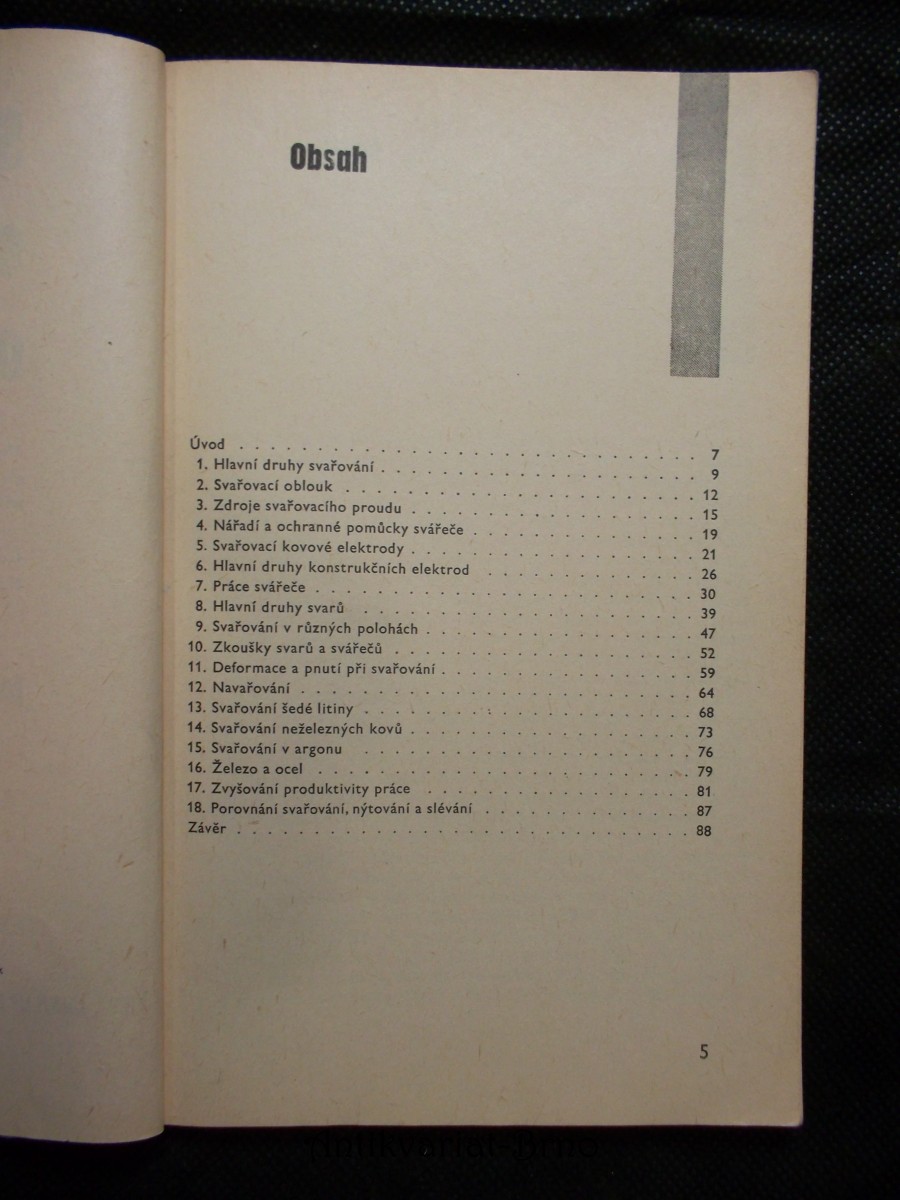 Obsah
Úvod . . . . . . . . . . . . . . . . . . . . . . . . . . . . . . 7
1. Hlavní druhy svařování . . . . . . . . . . . . . . . . . . . . . 9
2. Svařovací oblouk . . . . . . . . . . . . . . . . . . . . . . . 12
3. Zdroje svařovacího proudu . . . . . . . . . . . . . . . . . . . 15
4. Nářadí a ochranné pomůcky svářeče . . . . . . . . . . . . . . . 19
5. Svařovací kovové elektrody . . . . . . . . . . . . . . . . . . . 21
6. Hlavní druhy konstrukčních elektrod . . . . . . . . . . . . . . 26
7. Práce svářeče . . . . . . . . . . . . . . . . . . . . . . . . . 30
8. Hlavní druhy svarů . . . . . . . . . . . . . . . . . . . . . . 39
9. Svařování v různých polohách . . . . . . . . . . . . . . . . . . 47
10. Zkoušky svarů a svářečů . . . . . . . . . . . . . . . . . . . . 52
11. Deformace a pnutí při svařování . . . . . . . . . . . . . . . . . 59
12. Navařování . . . . . . . . . . . . . . . . . . . . . . . . . . 64
13. Svařování šedé litiny . . . . . . . . . . . . . . . . . . . . . . 68
14. Svařování neželezných kovů . . . . . . . . . . . . . . . . . . . 73
15. Svařování v argonu . . . . . . . . . . . . . . . . . . . . . . 76
16. Železo a ocel . . . . . . . . . . . . . . . . . . . . . . . . . 79
17. Zvyšování produktivity práce . . . . . . . . . . . . . . . . . . 81
18. Porovnání svařování, nýtování a slévání . . . . . . . . . . . . . . 87
Závěr . . . . . . . . . . . . . . . . . . . . . . . . . . . . . 88
5
Antikvariat-Brno